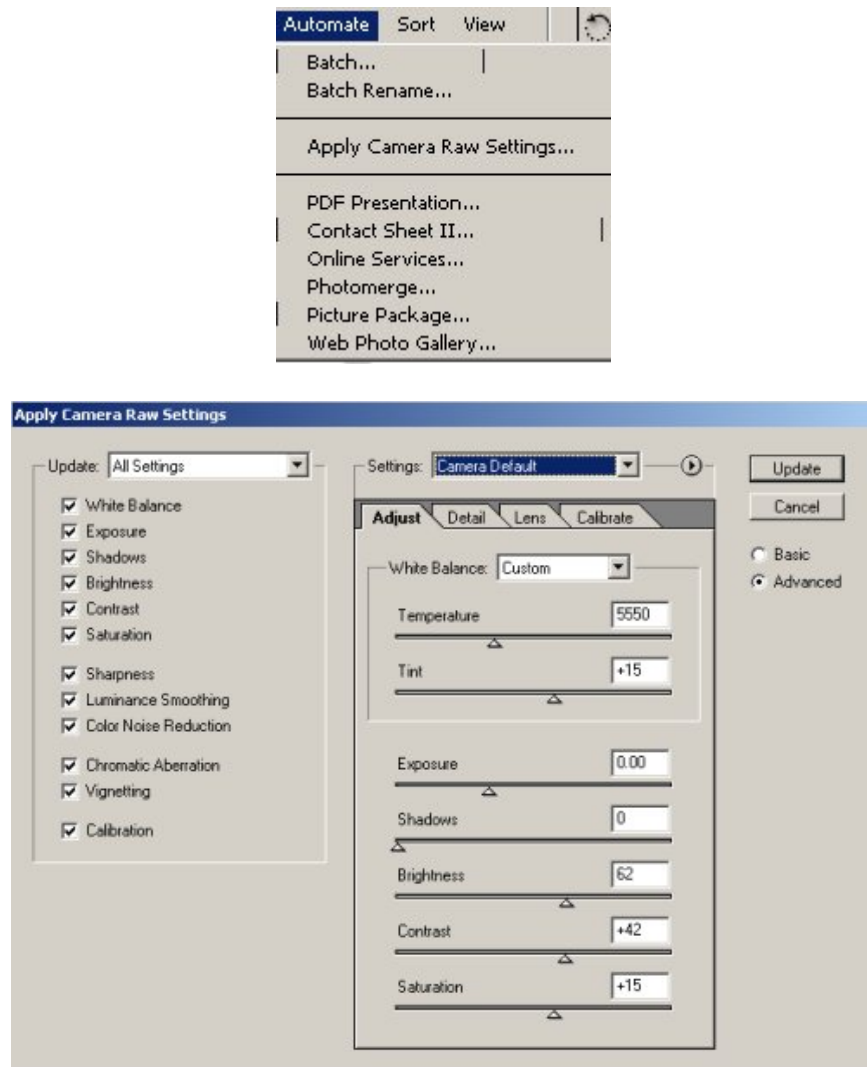 Automate Sort View
Batch...
Batch Rename...
Apply Camera Raw Settings...
PDF Presentation...
Contact Sheet II...
Online Services...
Photomerge...
Picture Package...
Web Photo Gallery...
Apply Camera Raw Settings
Update: All Settings
White Balance
Exposure
Shadows
Brightness
Contrast
Saturation
Sharpness
Luminance Smoothing
Color Noise Reduction
Chromatic Aberration
Vignetting
Calibration
Settings: Camera Default
Adjust Detail Lens Calibrate
White Balance: Custom
Temperature 5550
Tint +15
Exposure 0.00
Shadows 0
Brightness 62
Contrast +42
Saturation +15
Update
Cancel
Basic
Advanced